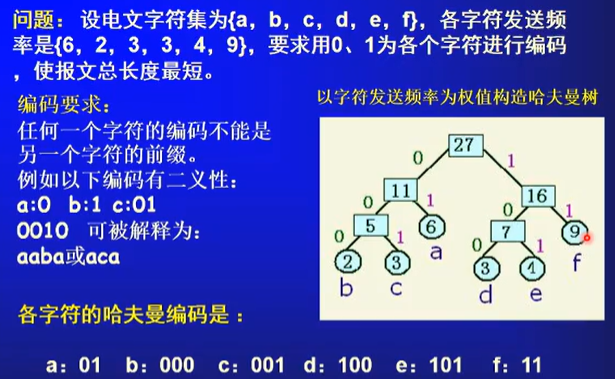 问题：设电文字符集为{a，b，c，d，e，f}，各字符发送频
率是{6，2，3，3，4，9}，要求用0、1为各个字符进行编码
，使报文总长度最短。
编码要求：
任何一个字符的编码不能是
另一个字符的前缀。
例如以下编码有二义性：
a:0 b:1 c:01
0010 可被解释为：
aaba或aca
以字符发送频率为权值构造哈夫曼树
27
0 1
11 16
0 1 0 1
5 6 7 9
0 1 a 0 1 f
2 3 3 4
b c d e
各字符的哈夫曼编码是：
a：01 b：000 c：001 d：100 e：101 f：11